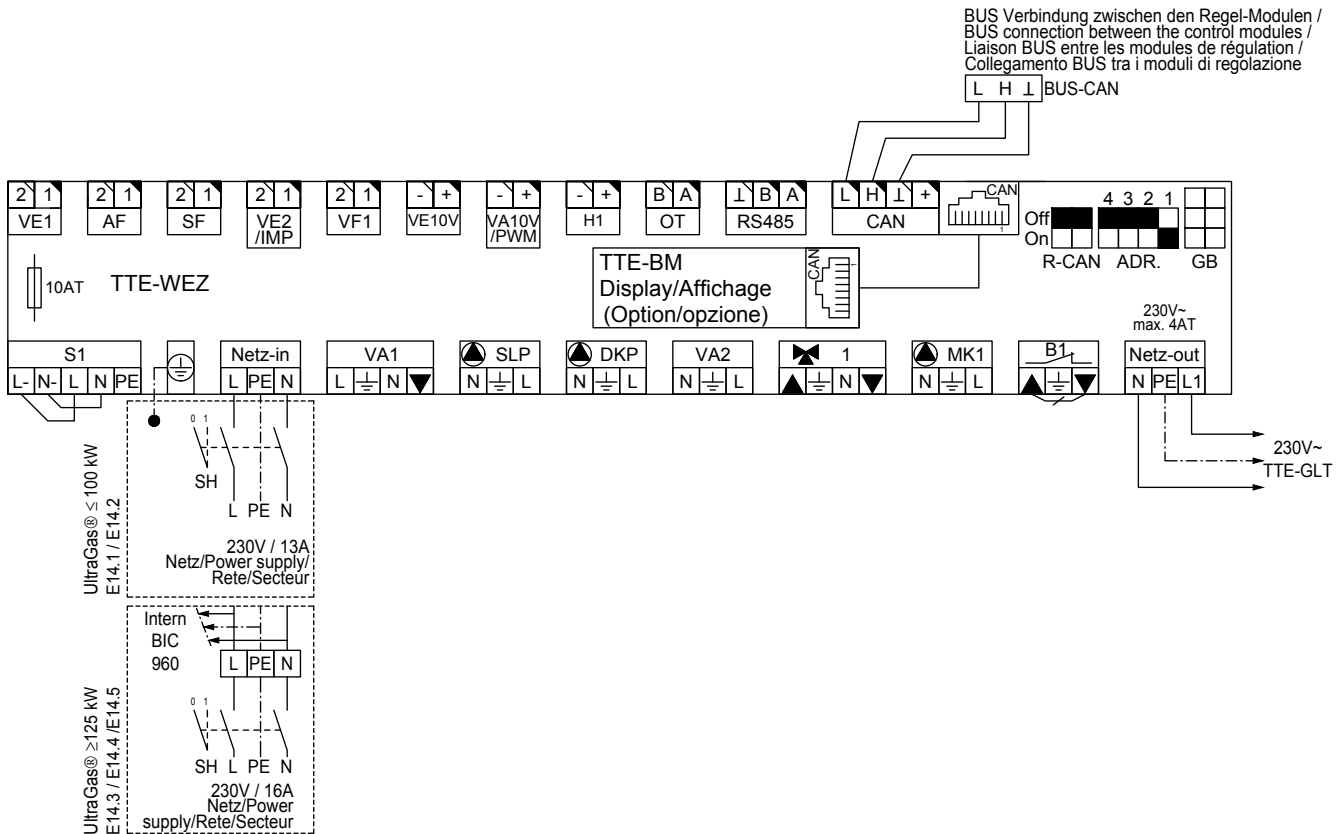 BUS Verbindung zwischen den Regel-Modulen /
BUS connection between the control modules /
Liaison BUS entre les modules de régulation /
Collegamento BUS tra i moduli di regolazione
L H ⊥ BUS-CAN
2 1 2 1 2 1 2 1 2 1 - + - + - + B A ⊥ B A L H ⊥ + CAN
VE1 AF SF VE2 /IMP VF1 VE10V VA10V /PWM H1 OT RS485 CAN
1
4 3 2 1
Off
On
R-CAN ADR. GB
10AT TTE-WEZ
TTE-BM
Display/Affichage
(Option/opzione)
CAN
1
230V~
max. 4AT
S1 Netz-in VA1 SLP DKP VA2 1 MK1 B1 Netz-out
L- N- L N PE L PE N L N N L N L N L N N L N PE L1
230V~
TTE-GLT
UltraGas® ≤ 100 kW
E14.1 / E14.2
0 1
SH
L PE N
230V / 13A
Netz/Power supply/
Rete/Secteur
UltraGas® ≥125 kW
E14.3 / E14.4 /E14.5
Intern
BIC
960
L PE N
0 1
SH L PE N
230V / 16A
Netz/Power
supply/Rete/Secteur